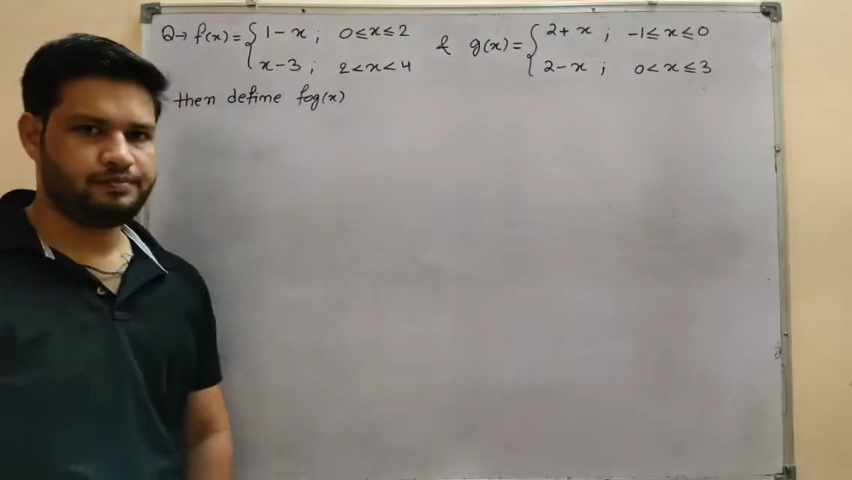 Q→ f(x) = { 1-x ; 0≤x≤2 & g(x) = { 2+x ; -1≤x≤0
x-3 ; 2<x<4 2-x ; 0<x≤3
then define fog(x)